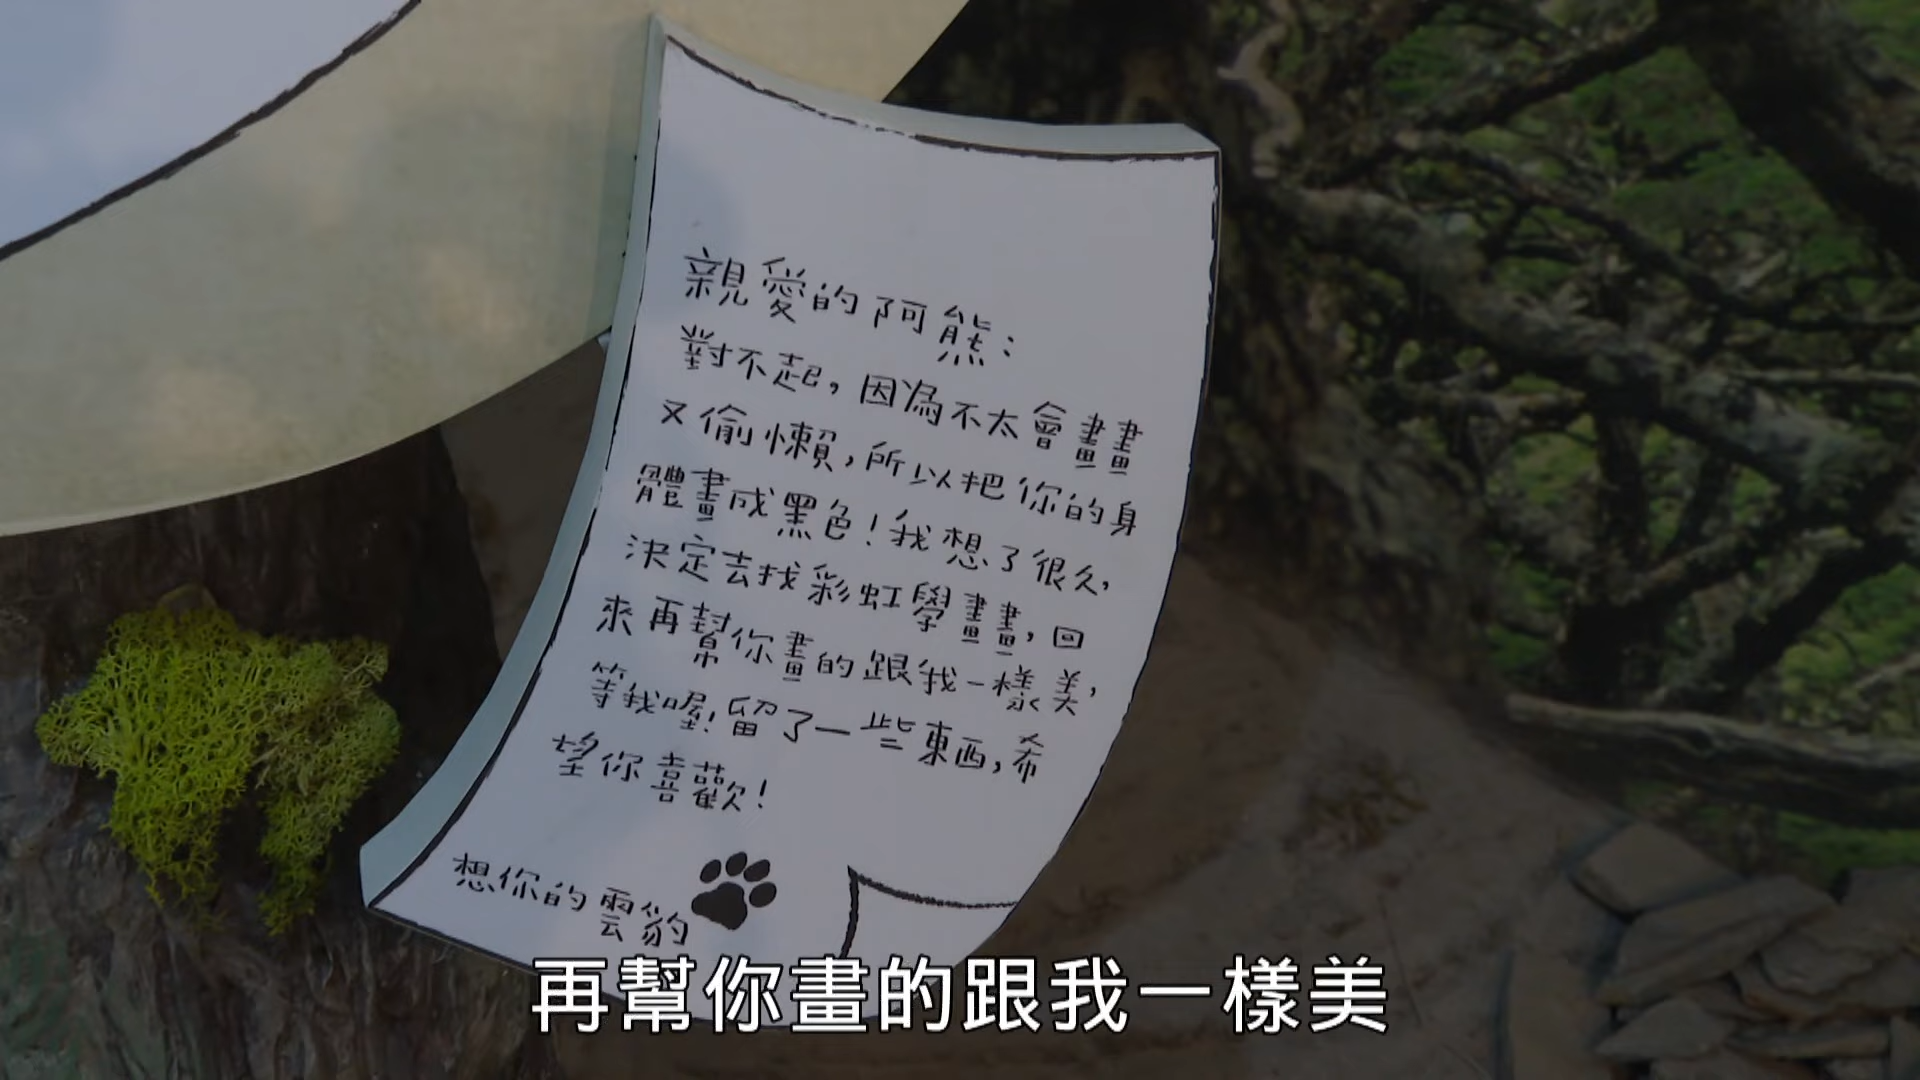 親愛的阿熊：
對不起，因為不太會畫畫
又偷懶，所以把你的身
體畫成黑色！我想了很久，
決定去找彩虹學畫畫，回
來再幫你畫的跟我一樣美，
等我喔！留了一些東西，希
望你喜歡！
想你的雲豹
再幫你畫的跟我一樣美